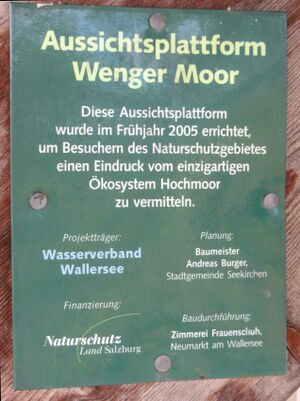 Aussichtsplattform
Wenger Moor
Diese Aussichtsplattform
wurde im Frühjahr 2005 errichtet,
um Besuchern des Naturschutzgebietes
einen Eindruck vom einzigartigen
Ökosystem Hochmoor
zu vermitteln.
Projektträger:
Wasserverband
Wallersee
Planung:
Baumeister
Andreas Burger,
Stadtgemeinde Seekirchen
Finanzierung:
Naturschutz
Land Salzburg
Baudurchführung:
Zimmerei Frauenschuh,
Neumarkt am Wallersee